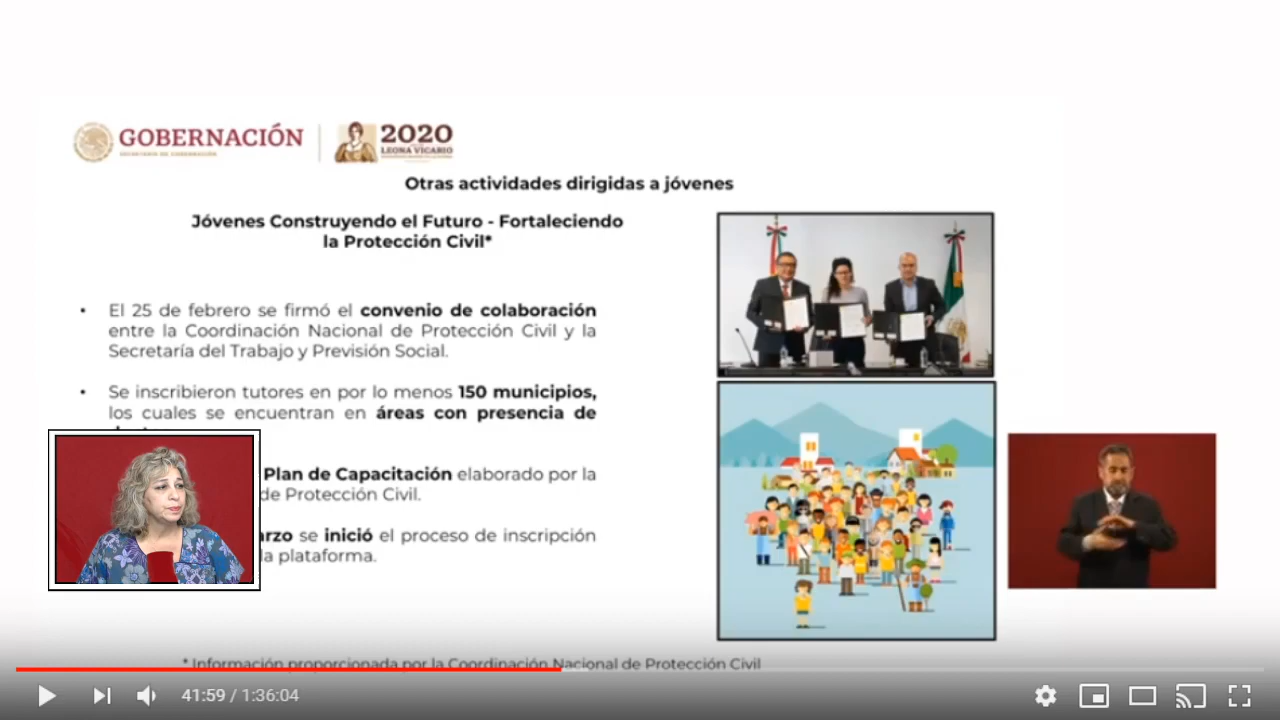 GOBERNACIÓN
SECRETARÍA DE GOBERNACIÓN
2020
LEONA VICARIO
Otras actividades dirigidas a jóvenes
Jóvenes Construyendo el Futuro - Fortaleciendo
la Protección Civil*
• El 25 de febrero se firmó el convenio de colaboración
entre la Coordinación Nacional de Protección Civil y la
Secretaría del Trabajo y Previsión Social.
• Se inscribieron tutores en por lo menos 150 municipios,
los cuales se encuentran en áreas con presencia de
Plan de Capacitación elaborado por la
de Protección Civil.
se inició el proceso de inscripción
la plataforma.
* Información proporcionada por la Coordinación Nacional de Protección Civil
41:59 / 1:36:04